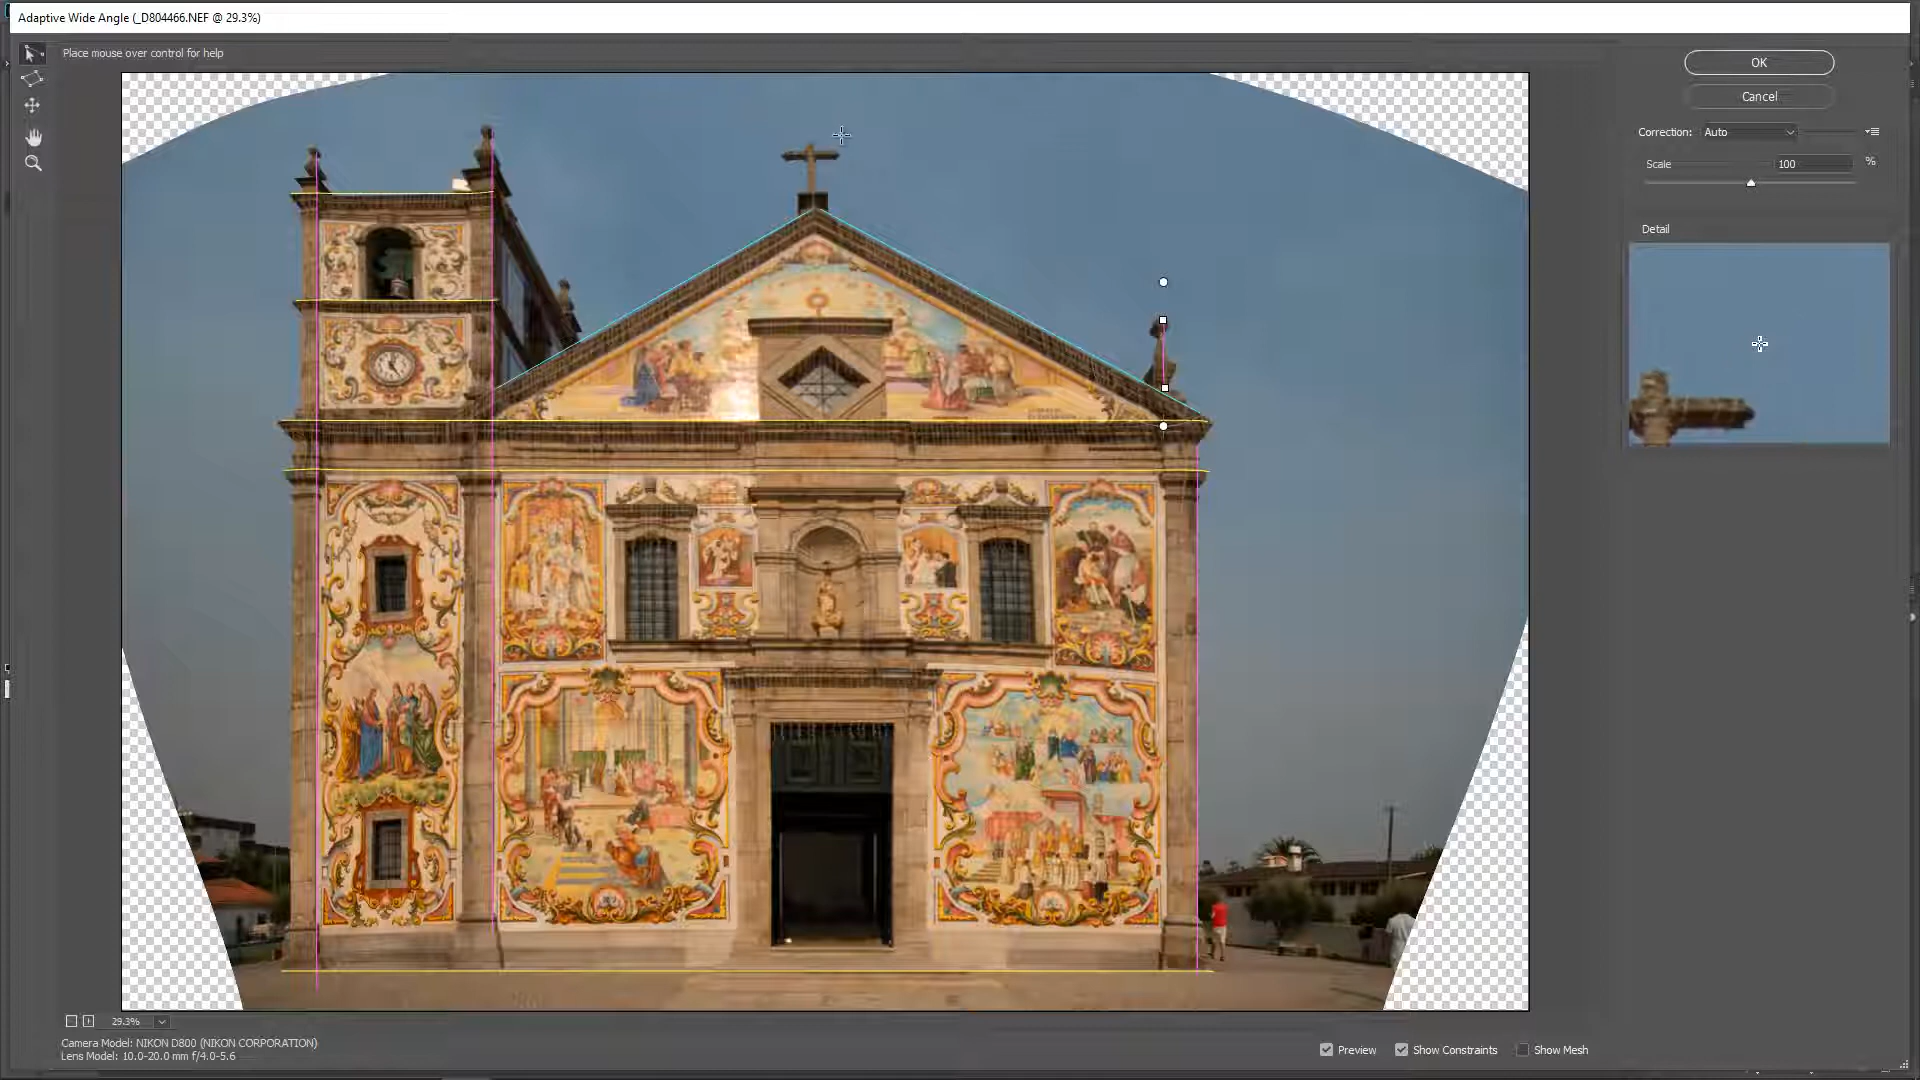 Adaptive Wide Angle (_D804466.NEF @ 29.3%)
Place mouse over control for help
OK
Cancel
Correction: Auto
Scale 100 %
Detail
29.3%
Camera Model: NIKON D800 (NIKON CORPORATION)
Lens Model: 10.0-20.0 mm f/4.0-5.6
Preview Show Constraints Show Mesh